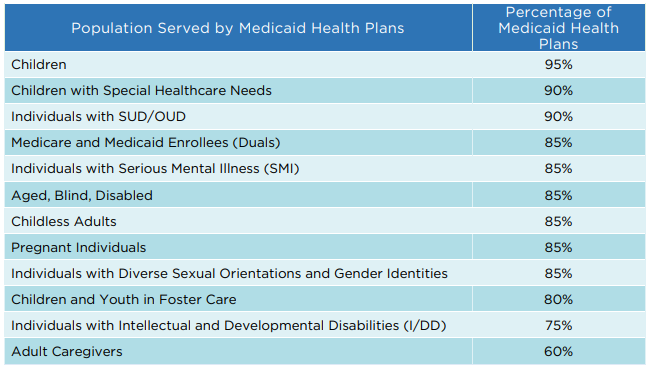 Population Served by Medicaid Health Plans
Percentage of
Medicaid Health
Plans
Children 95%
Children with Special Healthcare Needs 90%
Individuals with SUD/OUD 90%
Medicare and Medicaid Enrollees (Duals) 85%
Individuals with Serious Mental Illness (SMI) 85%
Aged, Blind, Disabled 85%
Childless Adults 85%
Pregnant Individuals 85%
Individuals with Diverse Sexual Orientations and Gender Identities 85%
Children and Youth in Foster Care 80%
Individuals with Intellectual and Developmental Disabilities (I/DD) 75%
Adult Caregivers 60%